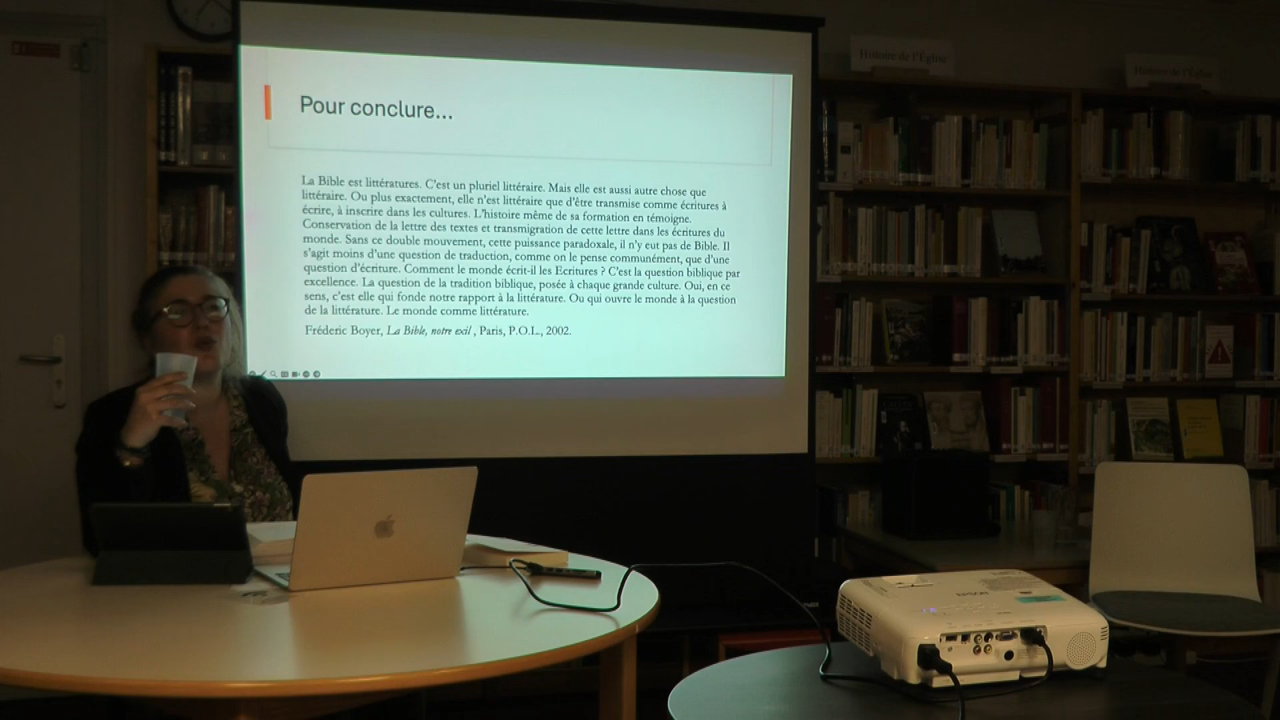 Histoire de l'Église
Histoire de l'Église
Pour conclure...
La Bible est littératures. C'est un pluriel littéraire. Mais elle est aussi autre chose que
littéraire. Ou plus exactement, elle n'est littéraire que d'être transmise comme écritures à
écrire, à inscrire dans les cultures. L'histoire même de sa formation en témoigne.
Conservation de la lettre des textes et transmigration de cette lettre dans les écritures du
monde. Sans ce double mouvement, cette puissance paradoxale, il n'y eut pas de Bible. Il
s'agit moins d'une question de traduction, comme on le pense communément, que d'une
question d'écriture. Comment le monde écrit-il les Ecritures ? C'est la question biblique par
excellence. La question de la tradition biblique, posée à chaque grande culture. Oui, en ce
sens, c'est elle qui fonde notre rapport à la littérature. Ou qui ouvre le monde à la question
de la littérature. Le monde comme littérature.
Fréderic Boyer, La Bible, notre exil , Paris, P.O.L., 2002.
EPSON